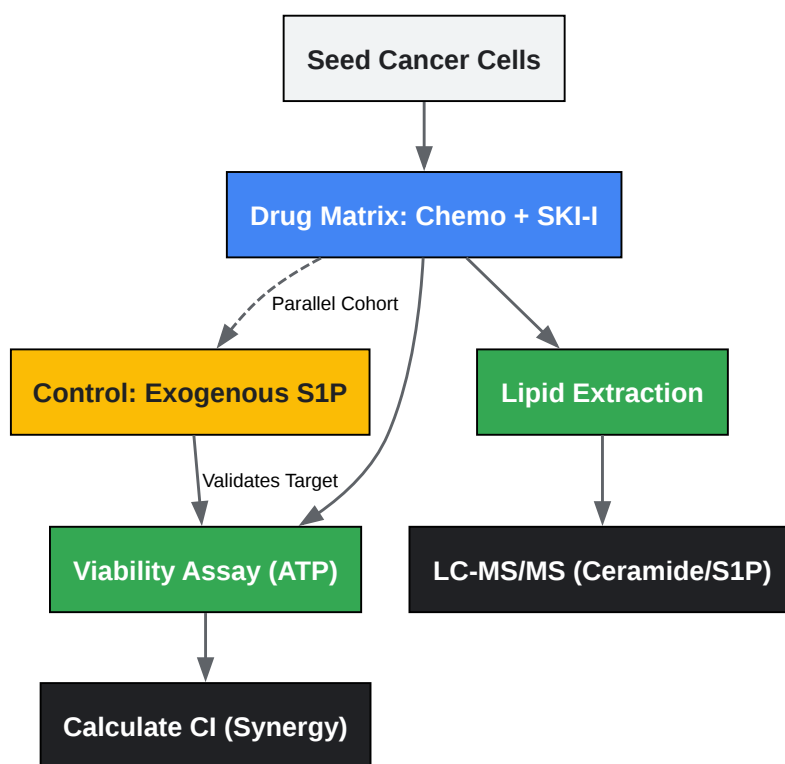 Seed Cancer Cells
Drug Matrix: Chemo + SKI-I
Parallel Cohort
Control: Exogenous S1P
Lipid Extraction
Validates Target
Viability Assay (ATP)
LC-MS/MS (Ceramide/S1P)
Calculate CI (Synergy)